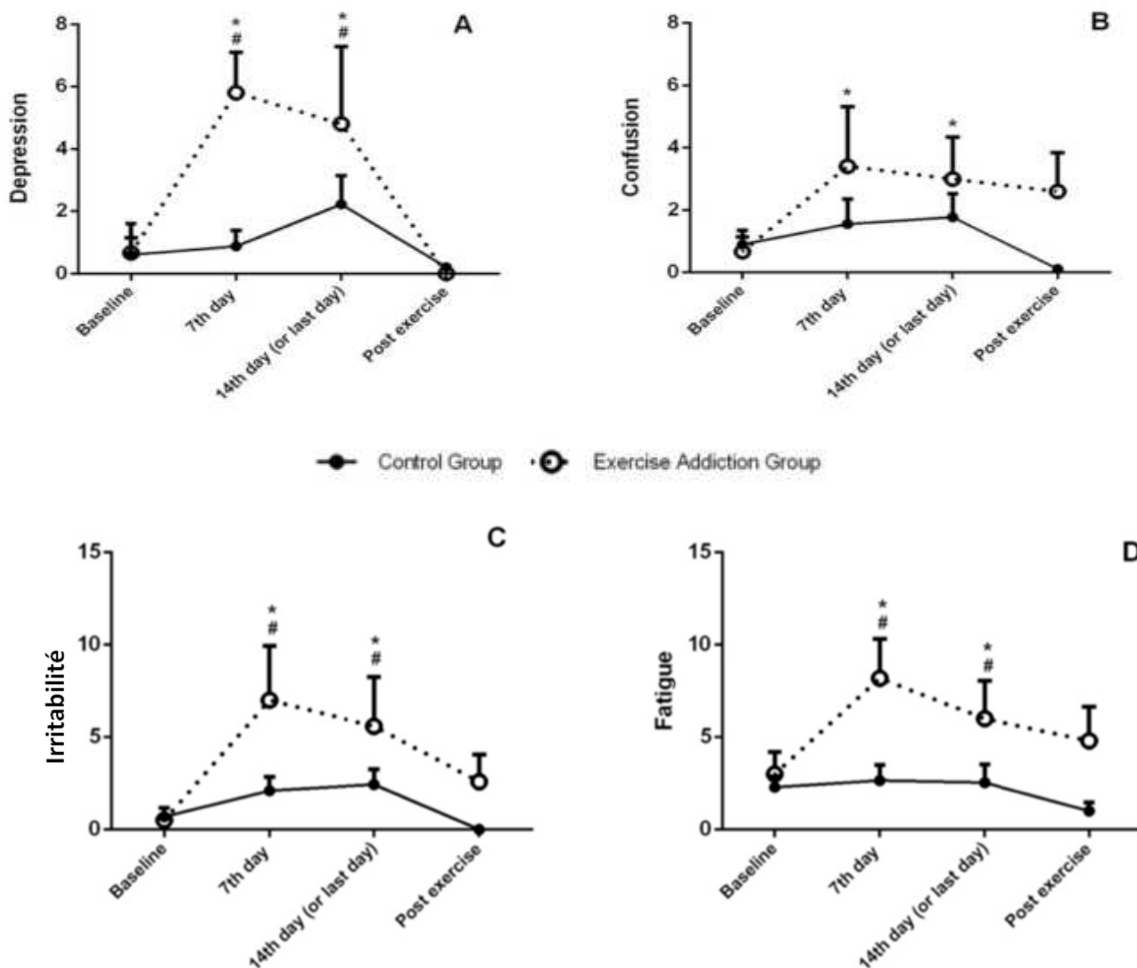 A
8
6
4
2
0
Depression
*
#
*
#
Baseline
7th day
14th day (or last day)
Post exercise
B
8
6
4
2
0
Confusion
*
*
Baseline
7th day
14th day (or last day)
Post exercise
Control Group
Exercise Addiction Group
C
15
10
5
0
Irritabilité
*
#
*
#
Baseline
7th day
14th day (or last day)
Post exercise
D
15
10
5
0
Fatigue
*
#
*
#
Baseline
7th day
14th day (or last day)
Post exercise